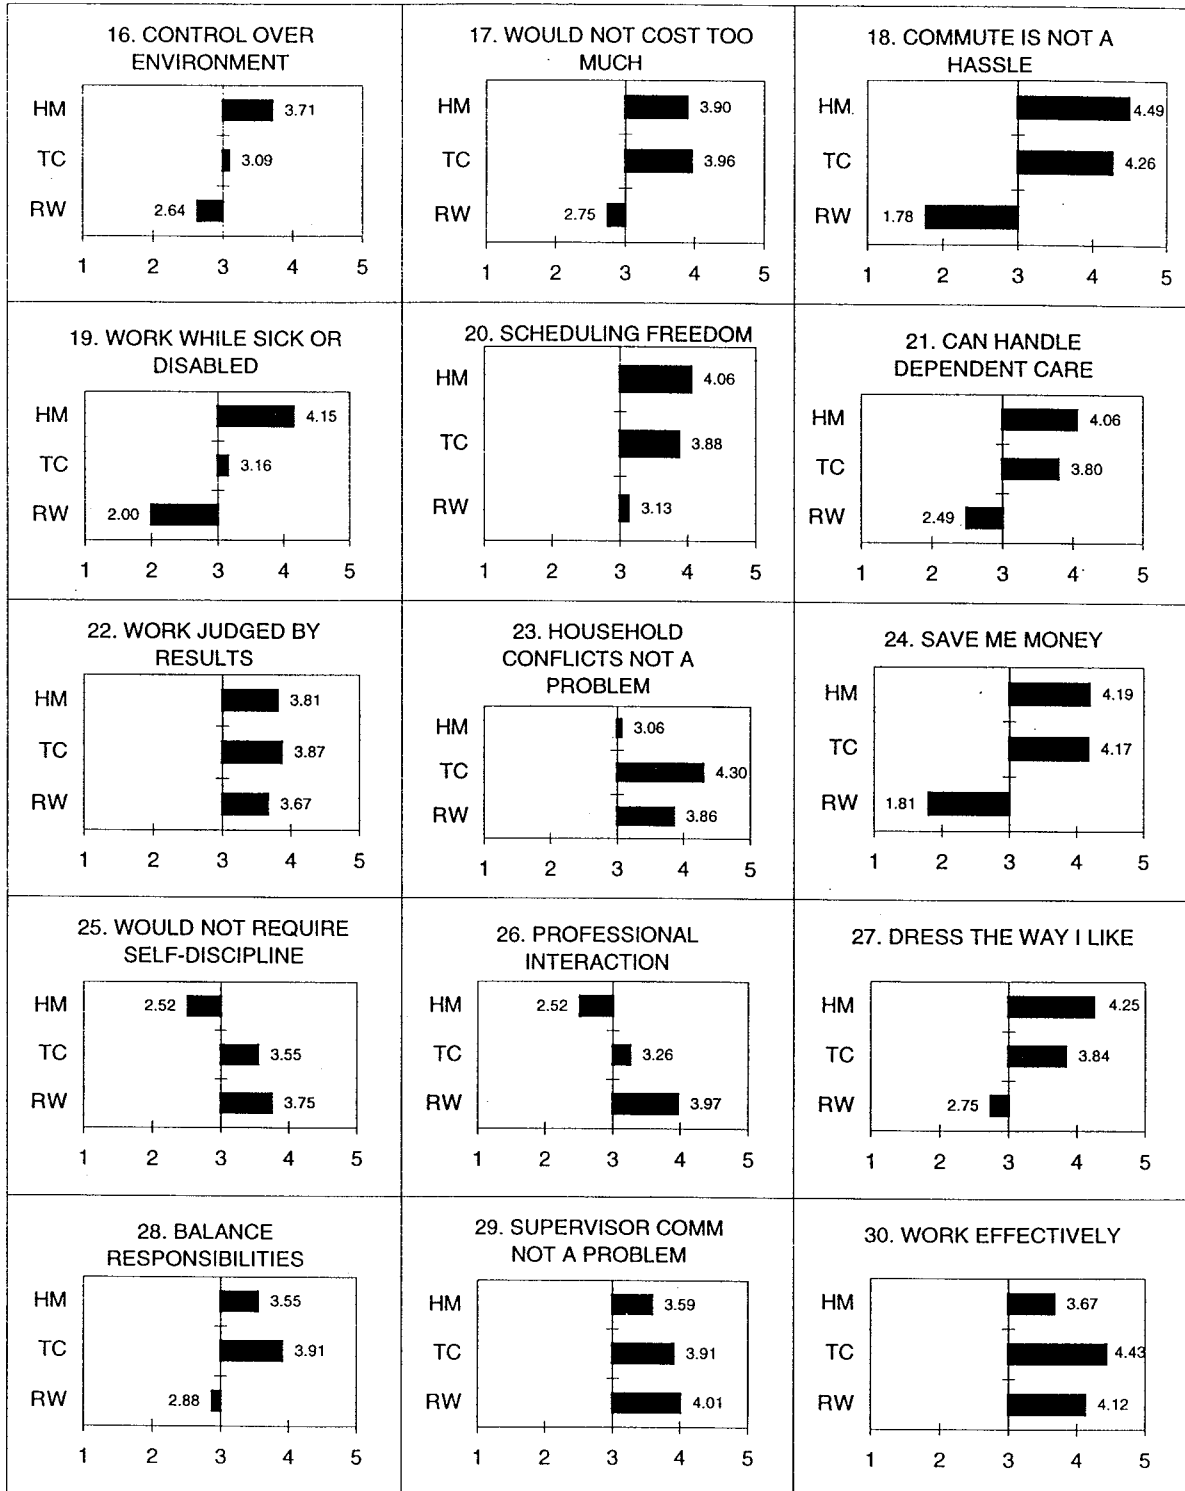 16. CONTROL OVER
ENVIRONMENT
HM 3.71
TC 3.09
RW 2.64
1 2 3 4 5
17. WOULD NOT COST TOO
MUCH
3.90
3.96
2.75
1 2 3 4 5
18. COMMUTE IS NOT A
HASSLE
HM 4.49
TC 4.26
RW 1.78
1 2 3 4 5
19. WORK WHILE SICK OR
DISABLED
HM 4.15
TC 3.16
RW 2.00
1 2 3 4 5
20. SCHEDULING FREEDOM
HM 4.06
TC 3.88
RW 3.13
1 2 3 4 5
21. CAN HANDLE
DEPENDENT CARE
HM 4.06
TC 3.80
RW 2.49
1 2 3 4 5
22. WORK JUDGED BY
RESULTS
HM 3.81
TC 3.87
RW 3.67
1 2 3 4 5
23. HOUSEHOLD
CONFLICTS NOT A
PROBLEM
HM 3.06
TC 4.30
RW 3.86
1 2 3 4 5
24. SAVE ME MONEY
HM 4.19
TC 4.17
RW 1.81
1 2 3 4 5
25. WOULD NOT REQUIRE
SELF-DISCIPLINE
HM 2.52
TC 3.55
RW 3.75
1 2 3 4 5
26. PROFESSIONAL
INTERACTION
HM 2.52
TC 3.26
RW 3.97
1 2 3 4 5
27. DRESS THE WAY I LIKE
HM 4.25
TC 3.84
RW 2.75
1 2 3 4 5
28. BALANCE
RESPONSIBILITIES
HM 3.55
TC 3.91
RW 2.88
1 2 3 4 5
29. SUPERVISOR COMM
NOT A PROBLEM
HM 3.59
TC 3.91
RW 4.01
1 2 3 4 5
30. WORK EFFECTIVELY
HM 3.67
TC 4.43
RW 4.12
1 2 3 4 5